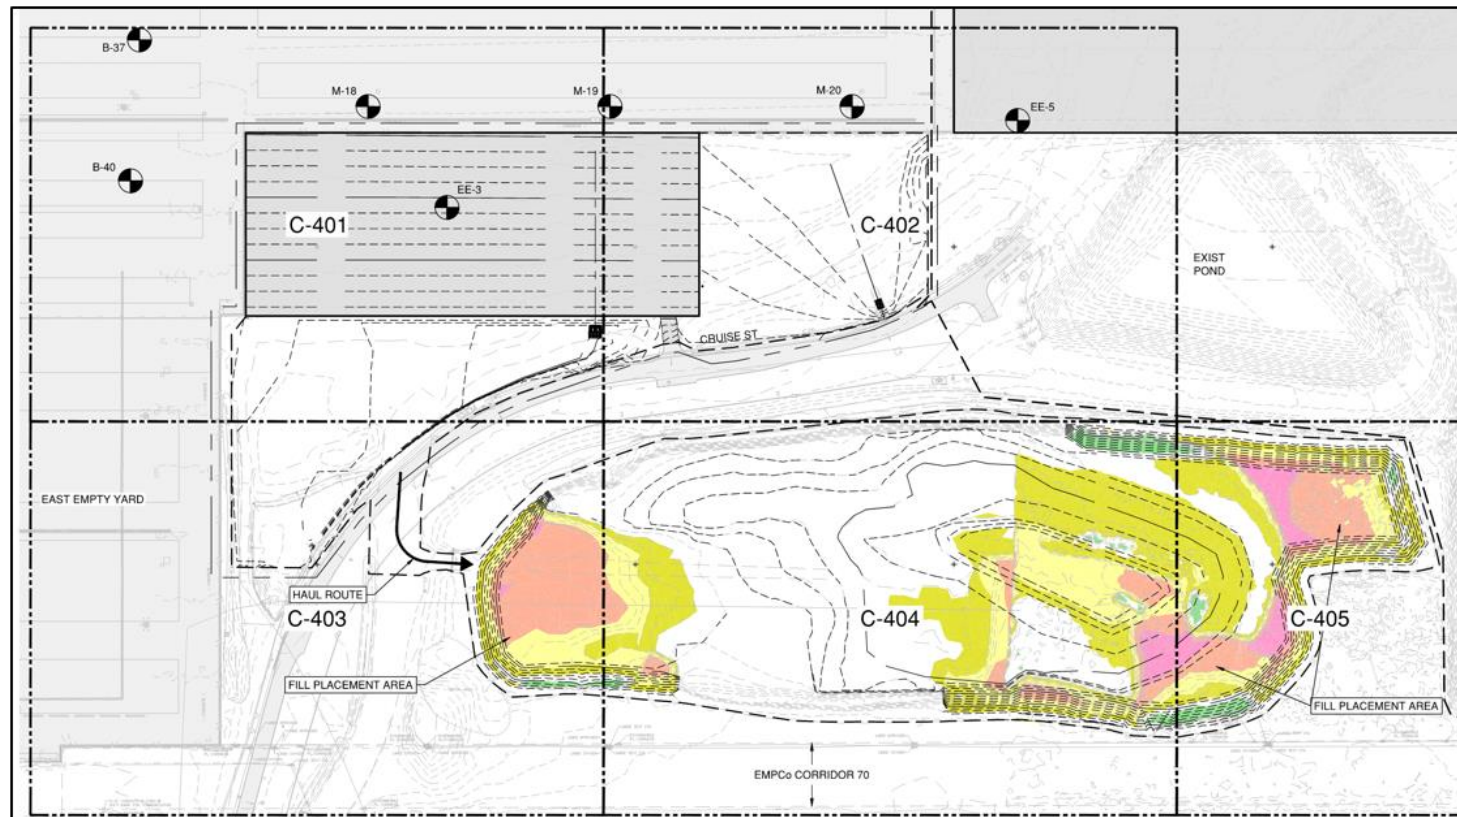 B-37
M-18
M-19
M-20
EE-5
B-40
EE-3
C-401
C-402
EXIST
POND
CRUISE ST
EAST EMPTY YARD
HAUL ROUTE
C-403
C-404
C-405
FILL PLACEMENT AREA
FILL PLACEMENT AREA
EMPCo CORRIDOR 70